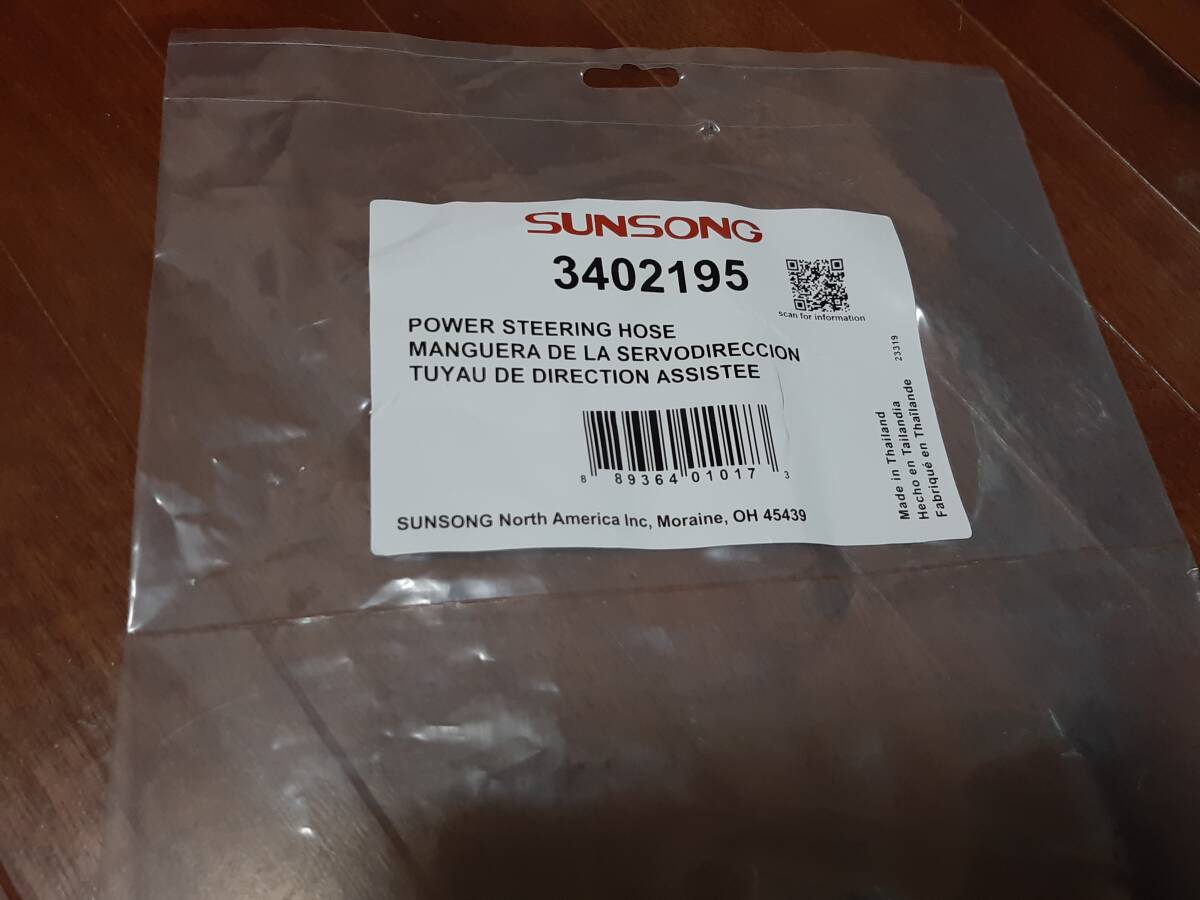 SUNSONG
3402195
scan for information
POWER STEERING HOSE
MANGUERA DE LA SERVODIRECCION
TUYAU DE DIRECTION ASSISTEE
8 89364 01017 3
SUNSONG North America Inc, Moraine, OH 45439
Made in Thailand 23319
Hecho en Tailandia
Fabriqué en Thaïlande